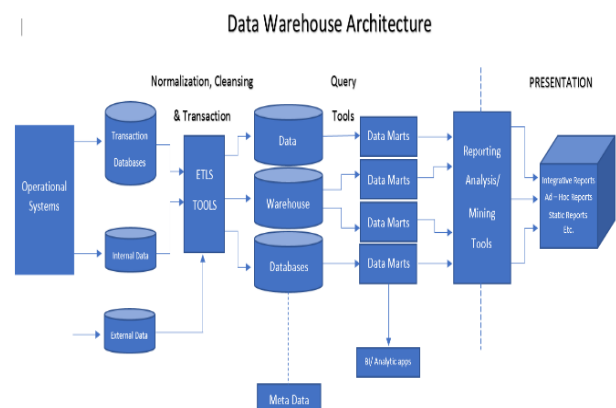 Data Warehouse Architecture
Normalization, Cleansing
& Transaction
Query
Tools
PRESENTATION
Operational
Systems
Transaction
Databases
Internal Data
External Data
ETLS
TOOLS
Data
Warehouse
Databases
Meta Data
Data Marts
Data Marts
Data Marts
Data Marts
BI/ Analytic apps
Reporting
Analysis/
Mining
Tools
Integrative Reports
Ad – Hoc Reports
Static Reports
Etc.